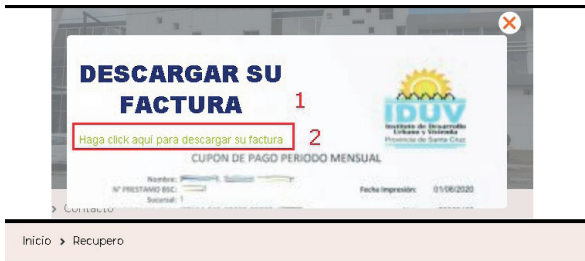 DESCARGAR SU
FACTURA
1
Haga click aquí para descargar su factura
2
IDUV
Instituto de Desarrollo
Urbano y Vivienda
Provincia de Santa Cruz
CUPON DE PAGO PERIODO MENSUAL
Nombre:
Nº PRESTAMO BSC:
Fecha Impresión: 01/06/2020
Sucursal: 1
> Contacto
Inicio > Recupero